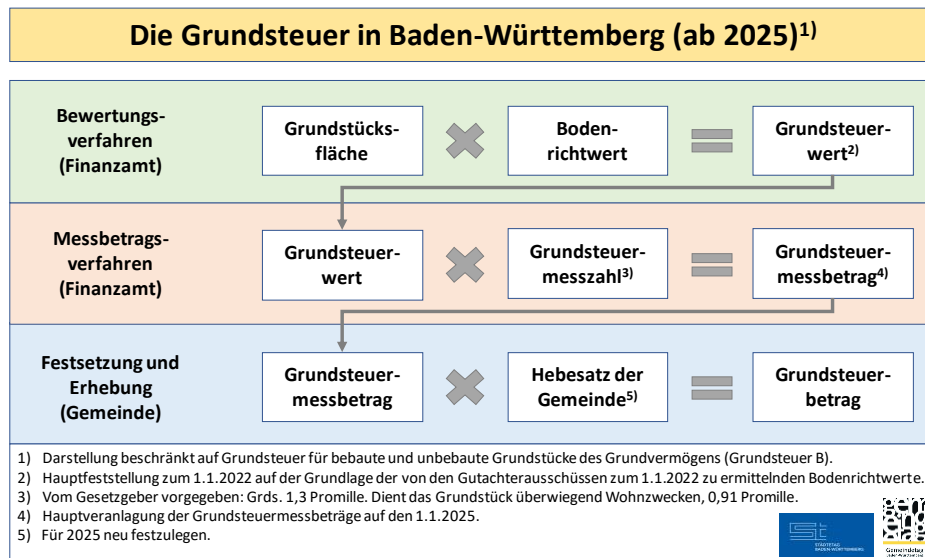 Die Grundsteuer in Baden-Württemberg (ab 2025)1)
Bewertungs-
verfahren
(Finanzamt)
Grundstücks-
fläche
Boden-
richtwert
Grundsteuer-
wert2)
Messbetrags-
verfahren
(Finanzamt)
Grundsteuer-
wert
Grundsteuer-
messzahl3)
Grundsteuer-
messbetrag4)
Festsetzung und
Erhebung
(Gemeinde)
Grundsteuer-
messbetrag
Hebesatz der
Gemeinde5)
Grundsteuer-
betrag
1) Darstellung beschränkt auf Grundsteuer für bebaute und unbebaute Grundstücke des Grundvermögens (Grundsteuer B).
2) Hauptfeststellung zum 1.1.2022 auf der Grundlage der von den Gutachterausschüssen zum 1.1.2022 zu ermittelnden Bodenrichtwerte.
3) Vom Gesetzgeber vorgegeben: Grds. 1,3 Promille. Dient das Grundstück überwiegend Wohnzwecken, 0,91 Promille.
4) Hauptveranlagung der Grundsteuermessbeträge auf den 1.1.2025.
5) Für 2025 neu festzulegen.
STÄDTETAG
BADEN-WÜRTTEMBERG
Gemeindetag